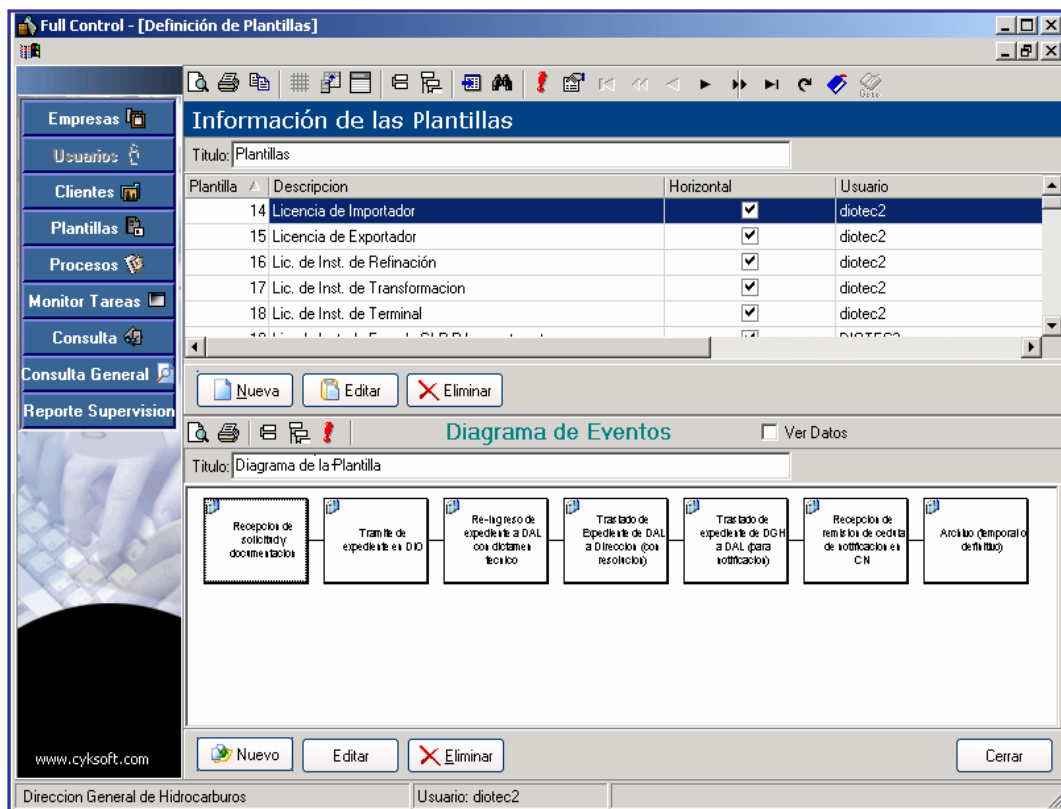 Full Control - [Definición de Plantillas]
Empresas
Usuarios
Clientes
Plantillas
Procesos
Monitor Tareas
Consulta
Consulta General
Reporte Supervision
www.cyksoft.com
Goto
Información de las Plantillas
Titulo: Plantillas
Plantilla Descripcion Horizontal Usuario
14 Licencia de Importador diotec2
15 Licencia de Exportador diotec2
16 Lic. de Inst. de Refinación diotec2
17 Lic. de Inst. de Transformacion diotec2
18 Lic. de Inst. de Terminal diotec2
Nueva Editar Eliminar
Diagrama de Eventos Ver Datos
Titulo: Diagrama de la Plantilla
Recepcion de
solicitud y
documentacion
Tramite de
expediente en DIO
Re-Ingreso de
expediente a DAL
con dictamen
tecnico
Traslado de
Expediente de DAL
a Direccion (con
resolucion)
Traslado de
expediente de DGH
a DAL (para
notificacion)
Recepcion de
remision de cedula
de notificacion en
CN
Archivo (temporal o
definitivo)
Nuevo Editar Eliminar Cerrar
Direccion General de Hidrocarburos Usuario: diotec2